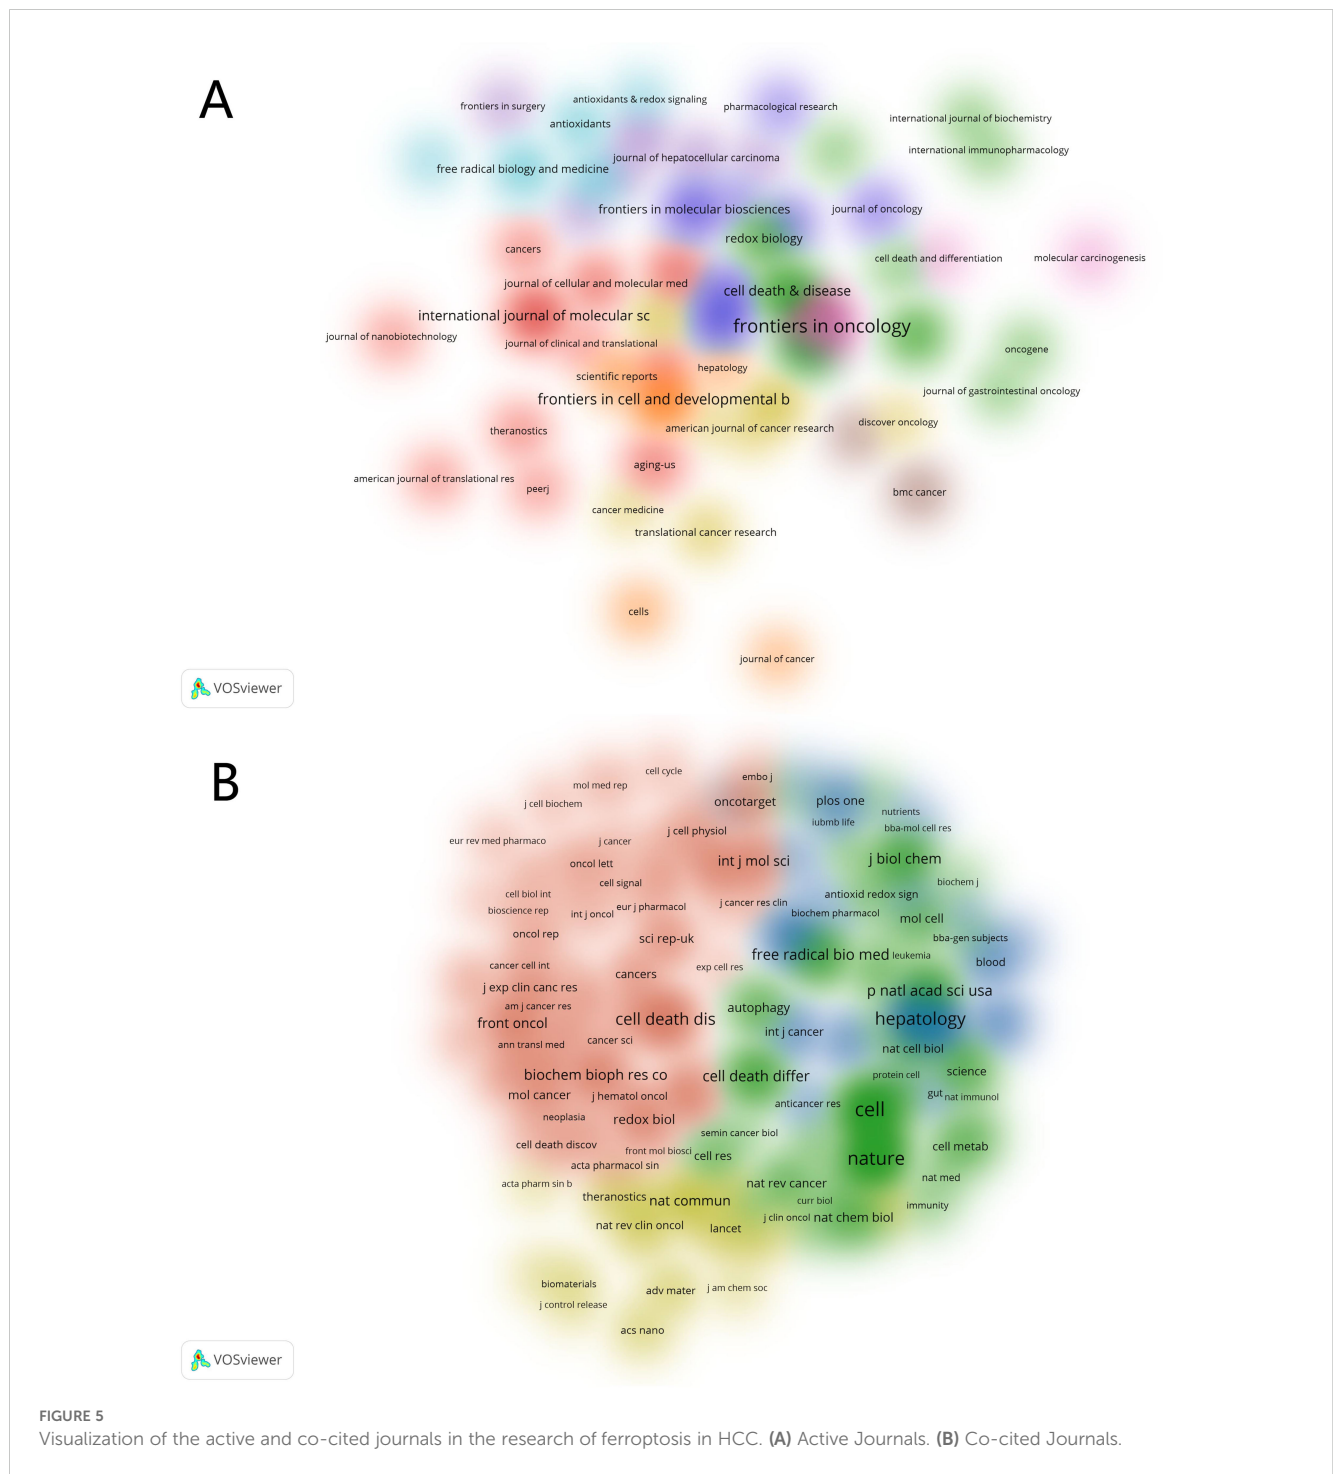 A
frontiers in surgery
antioxidants & redox signaling
pharmacological research
antioxidants
international journal of biochemistry
journal of hepatocellular carcinoma
international immunopharmacology
free radical biology and medicine
frontiers in molecular biosciences
journal of oncology
redox biology
cancers
cell death and differentiation
molecular carcinogenesis
journal of cellular and molecular med
cell death & disease
international journal of molecular sc
frontiers in oncology
journal of nanobiotechnology
journal of clinical and translational
oncogene
hepatology
scientific reports
journal of gastrointestinal oncology
frontiers in cell and developmental b
american journal of cancer research
discover oncology
theranostics
aging-us
american journal of translational res
peerj
bmc cancer
cancer medicine
translational cancer research
cells
journal of cancer
VOSviewer
B
cell cycle
embo j
mol med rep
j cell biochem
oncotarget
plos one
nutrients
iubmb life
bba-mol cell res
j cell physiol
eur rev med pharmaco
j cancer
oncol lett
int j mol sci
j biol chem
cell signal
biochem j
cell biol int
antioxid redox sign
j cancer res clin
bioscience rep
int j oncol
eur j pharmacol
biochem pharmacol
mol cell
oncol rep
sci rep-uk
bba-gen subjects
free radical bio med
leukemia
blood
cancer cell int
cancers
exp cell res
j exp clin canc res
p natl acad sci usa
am j cancer res
autophagy
front oncol
cell death dis
hepatology
int j cancer
ann transl med
cancer sci
nat cell biol
biochem bioph res co
cell death differ
protein cell
science
mol cancer
j hematol oncol
anticancer res
gut
nat immunol
cell
neoplasia
redox biol
semin cancer biol
cell death discov
front mol biosci
cell res
nature
cell metab
acta pharmacol sin
acta pharm sin b
nat rev cancer
nat med
theranostics
nat commun
curr biol
immunity
nat rev clin oncol
lancet
j clin oncol
nat chem biol
biomaterials
adv mater
j am chem soc
j control release
acs nano
VOSviewer
FIGURE 5
Visualization of the active and co-cited journals in the research of ferroptosis in HCC. (A) Active Journals. (B) Co-cited Journals.